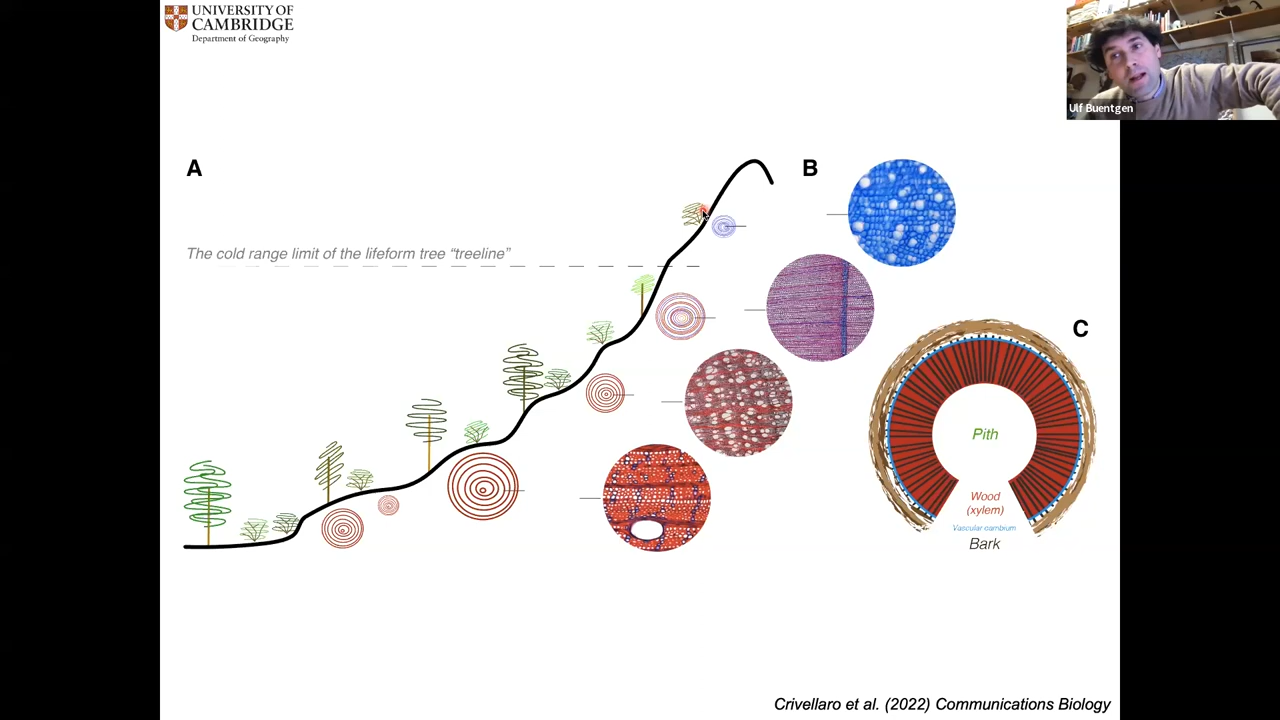 UNIVERSITY OF
CAMBRIDGE
Department of Geography
Ulf Buentgen
A
B
The cold range limit of the lifeform tree “treeline”
C
Pith
Wood
(xylem)
Vascular cambium
Bark
Crivellaro et al. (2022) Communications Biology